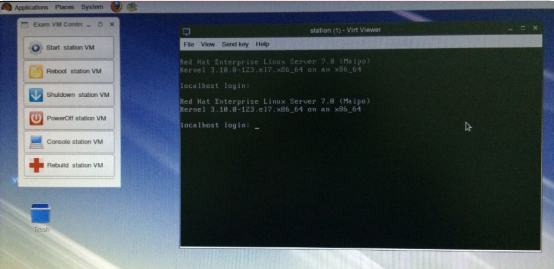 Applications Places System
Exam VM Contro
Start station VM
Reboot station VM
Shutdown station VM
PowerOff station VM
Console station VM
Rebuild station VM
Trash
station (1) - Virt Viewer
File View Send key Help
Red Hat Enterprise Linux Server 7.0 (Maipo)
Kernel 3.10.0-123.el7.x86_64 on an x86_64
localhost login:
Red Hat Enterprise Linux Server 7.0 (Maipo)
Kernel 3.10.0-123.el7.x86_64 on an x86_64
localhost login: _